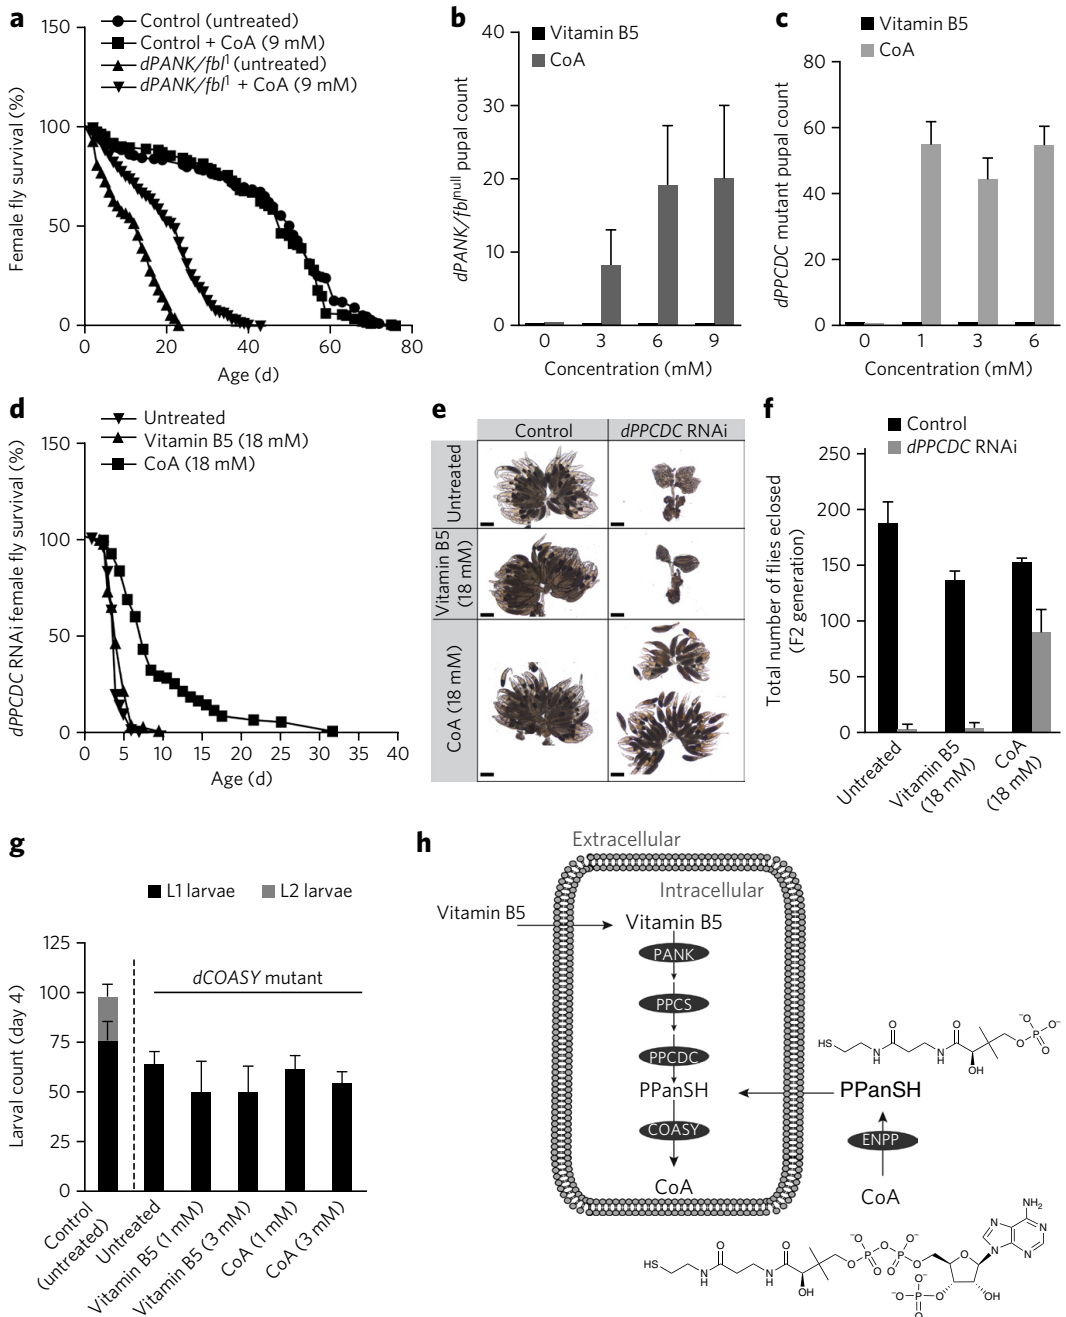 a
Control (untreated)
Control + CoA (9 mM)
dPANK/fbl1 (untreated)
dPANK/fbl1 + CoA (9 mM)
Female fly survival (%)
150
100
50
0
0 20 40 60 80
Age (d)
b
Vitamin B5
CoA
dPANK/fblnull pupal count
40
30
20
10
0
0 3 6 9
Concentration (mM)
c
Vitamin B5
CoA
dPPCDC mutant pupal count
80
60
40
20
0
0 1 3 6
Concentration (mM)
d
Untreated
Vitamin B5 (18 mM)
CoA (18 mM)
dPPCDC RNAi female fly survival (%)
150
100
50
0
0 5 10 15 20 25 30 35 40
Age (d)
e
Control dPPCDC RNAi
Untreated
Vitamin B5
(18 mM)
CoA (18 mM)
f
Control
dPPCDC RNAi
Total number of flies eclosed
(F2 generation)
250
200
150
100
50
0
Untreated
Vitamin B5
(18 mM)
CoA
(18 mM)
g
L1 larvae L2 larvae
Larval count (day 4)
125
100
75
50
25
0
dCOASY mutant
Control
(untreated)
Untreated
Vitamin B5 (1 mM)
Vitamin B5 (3 mM)
CoA (1 mM)
CoA (3 mM)
h
Extracellular
Intracellular
Vitamin B5
Vitamin B5
PANK
PPCS
PPCDC
PPanSH
COASY
CoA
HS N H O N H O OH O P O⁻ O⁻ O
PPanSH
ENPP
CoA
HS N H O N H O OH O P O⁻ O O P O⁻ O O O N N N N NH₂ O OH O P O⁻ O⁻ O